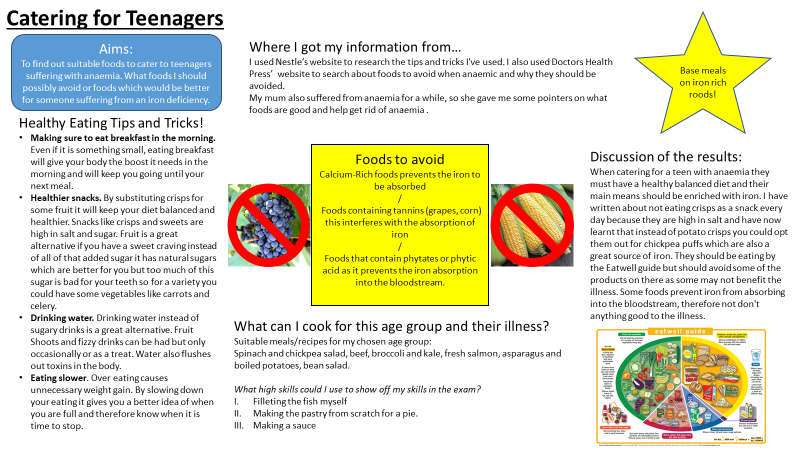 Catering for Teenagers
Aims:
To find out suitable foods to cater to teenagers
suffering with anaemia. What foods I should
possibly avoid or foods which would be better
for someone suffering from an iron deficiency.
Healthy Eating Tips and Tricks!
• Making sure to eat breakfast in the morning.
Even if it is something small, eating breakfast
will give your body the boost it needs in the
morning and will keep you going until your
next meal.
• Healthier snacks. By substituting crisps for
some fruit it will keep your diet balanced and
healthier. Snacks like crisps and sweets are
high in salt and sugar. Fruit is a great
alternative if you have a sweet craving instead
of all of that added sugar it has natural sugars
which are better for you but too much of this
sugar is bad for your teeth so for a variety you
could have some vegetables like carrots and
celery.
• Drinking water. Drinking water instead of
sugary drinks is a great alternative. Fruit
Shoots and fizzy drinks can be had but only
occasionally or as a treat. Water also flushes
out toxins in the body.
• Eating slower. Over eating causes
unnecessary weight gain. By slowing down
your eating it gives you a better idea of when
you are full and therefore know when it is
time to stop.
Where I got my information from…
I used Nestle's website to research the tips and tricks I've used. I also used Doctors Health
Press' website to search about foods to avoid when anaemic and why they should be
avoided.
My mum also suffered from anaemia for a while, so she gave me some pointers on what
foods are good and help get rid of anaemia .
Foods to avoid
Calcium-Rich foods prevents the iron to
be absorbed
/
Foods containing tannins (grapes, corn)
this interferes with the absorption of
iron
/
Foods that contain phytates or phytic
acid as it prevents the iron absorption
into the bloodstream.
What can I cook for this age group and their illness?
Suitable meals/recipes for my chosen age group:
Spinach and chickpea salad, beef, broccoli and kale, fresh salmon, asparagus and
boiled potatoes, bean salad.
What high skills could I use to show off my skills in the exam?
I. Filleting the fish myself
II. Making the pastry from scratch for a pie.
III. Making a sauce
Base meals
on iron rich
roods!
Discussion of the results:
When catering for a teen with anaemia they
must have a healthy balanced diet and their
main means should be enriched with iron. I have
written about not eating crisps as a snack every
day because they are high in salt and have now
learnt that instead of potato crisps you could opt
them out for chickpea puffs which are also a
great source of iron. They should be eating by
the Eatwell guide but should avoid some of the
products on there as some may not benefit the
illness. Some foods prevent iron from absorbing
into the bloodstream, therefore not don't
anything good to the illness.
eatwell guide